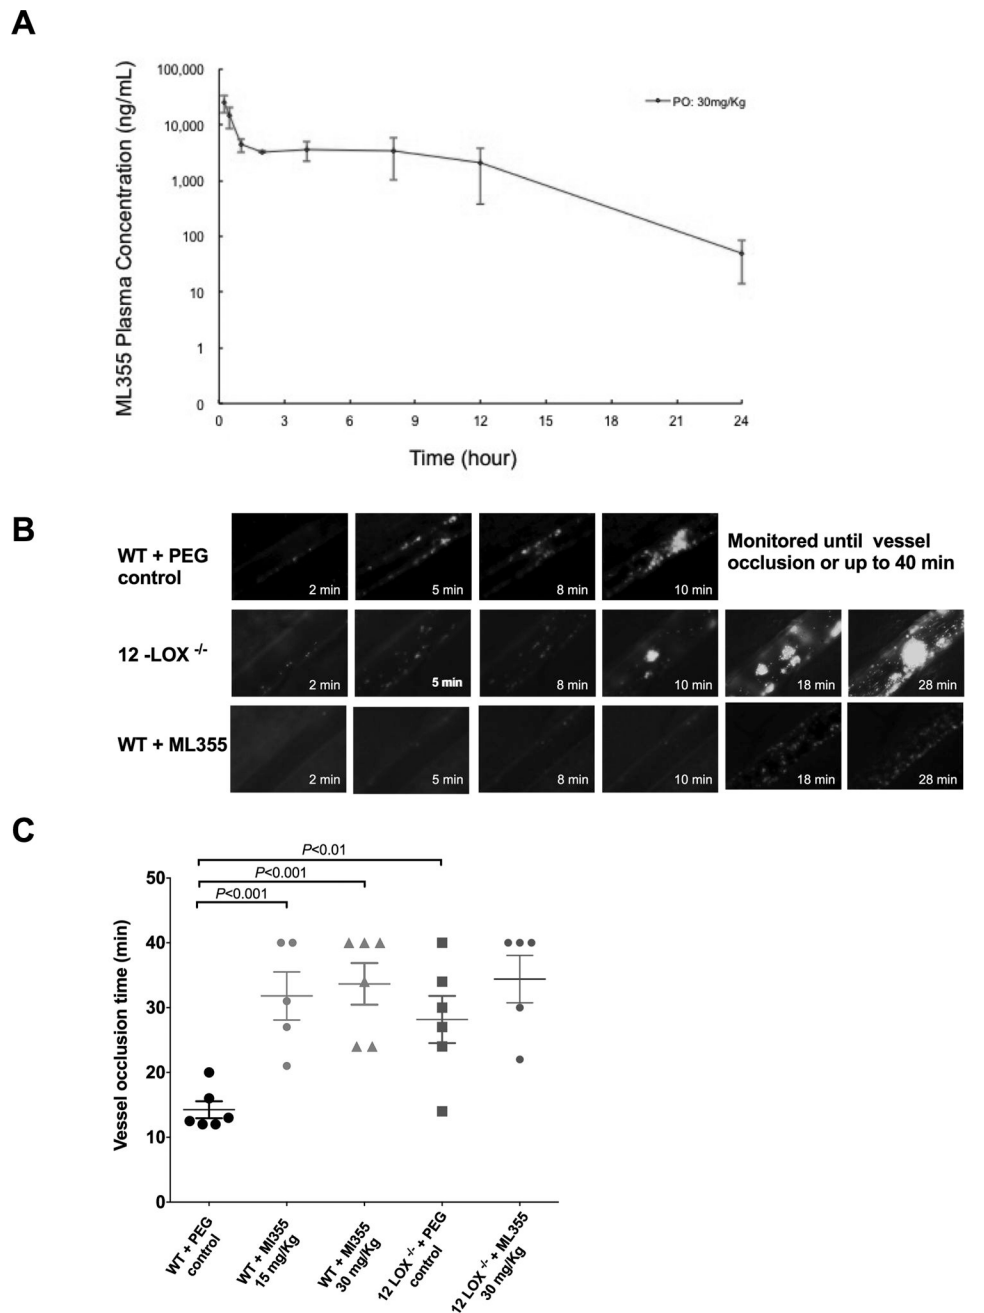 A
ML355 Plasma Concentration (ng/mL)
100,000
10,000
1,000
100
10
1
0
PO: 30mg/Kg
0 3 6 9 12 15 18 21 24
Time (hour)
B
WT + PEG
control
2 min 5 min 8 min 10 min
Monitored until vessel
occlusion or up to 40 min
12 -LOX -/-
2 min 5 min 8 min 10 min 18 min 28 min
WT + ML355
2 min 5 min 8 min 10 min 18 min 28 min
C
P<0.01
P<0.001
P<0.001
Vessel occlusion time (min)
50
40
30
20
10
0
WT + PEG
control
WT + Ml355
15 mg/Kg
WT + Ml355
30 mg/Kg
12 LOX -/- + PEG
control
12 LOX -/- + ML355
30 mg/Kg